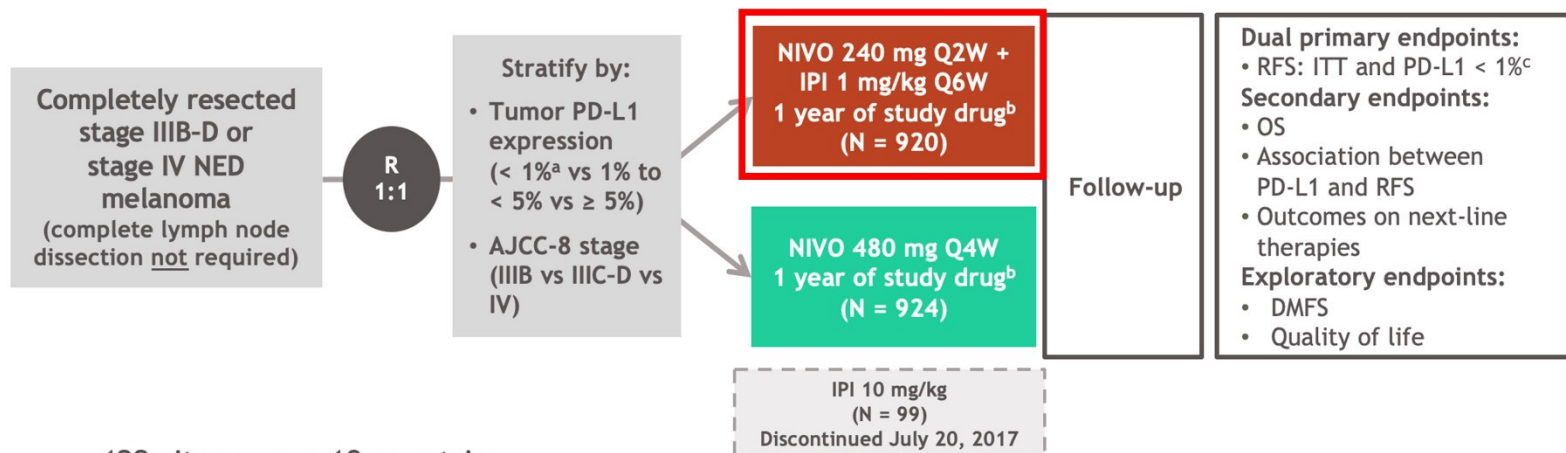 Completely resected
stage IIIB-D or
stage IV NED
melanoma
(complete lymph node
dissection not required)
R
1:1
Stratify by:
• Tumor PD-L1
expression
(< 1%ᵃ vs 1% to
< 5% vs ≥ 5%)
• AJCC-8 stage
(IIIB vs IIIC-D vs
IV)
NIVO 240 mg Q2W +
IPI 1 mg/kg Q6W
1 year of study drugᵇ
(N = 920)
NIVO 480 mg Q4W
1 year of study drugᵇ
(N = 924)
IPI 10 mg/kg
(N = 99)
Discontinued July 20, 2017
Follow-up
Dual primary endpoints:
• RFS: ITT and PD-L1 < 1%ᶜ
Secondary endpoints:
• OS
• Association between
PD-L1 and RFS
• Outcomes on next-line
therapies
Exploratory endpoints:
• DMFS
• Quality of life